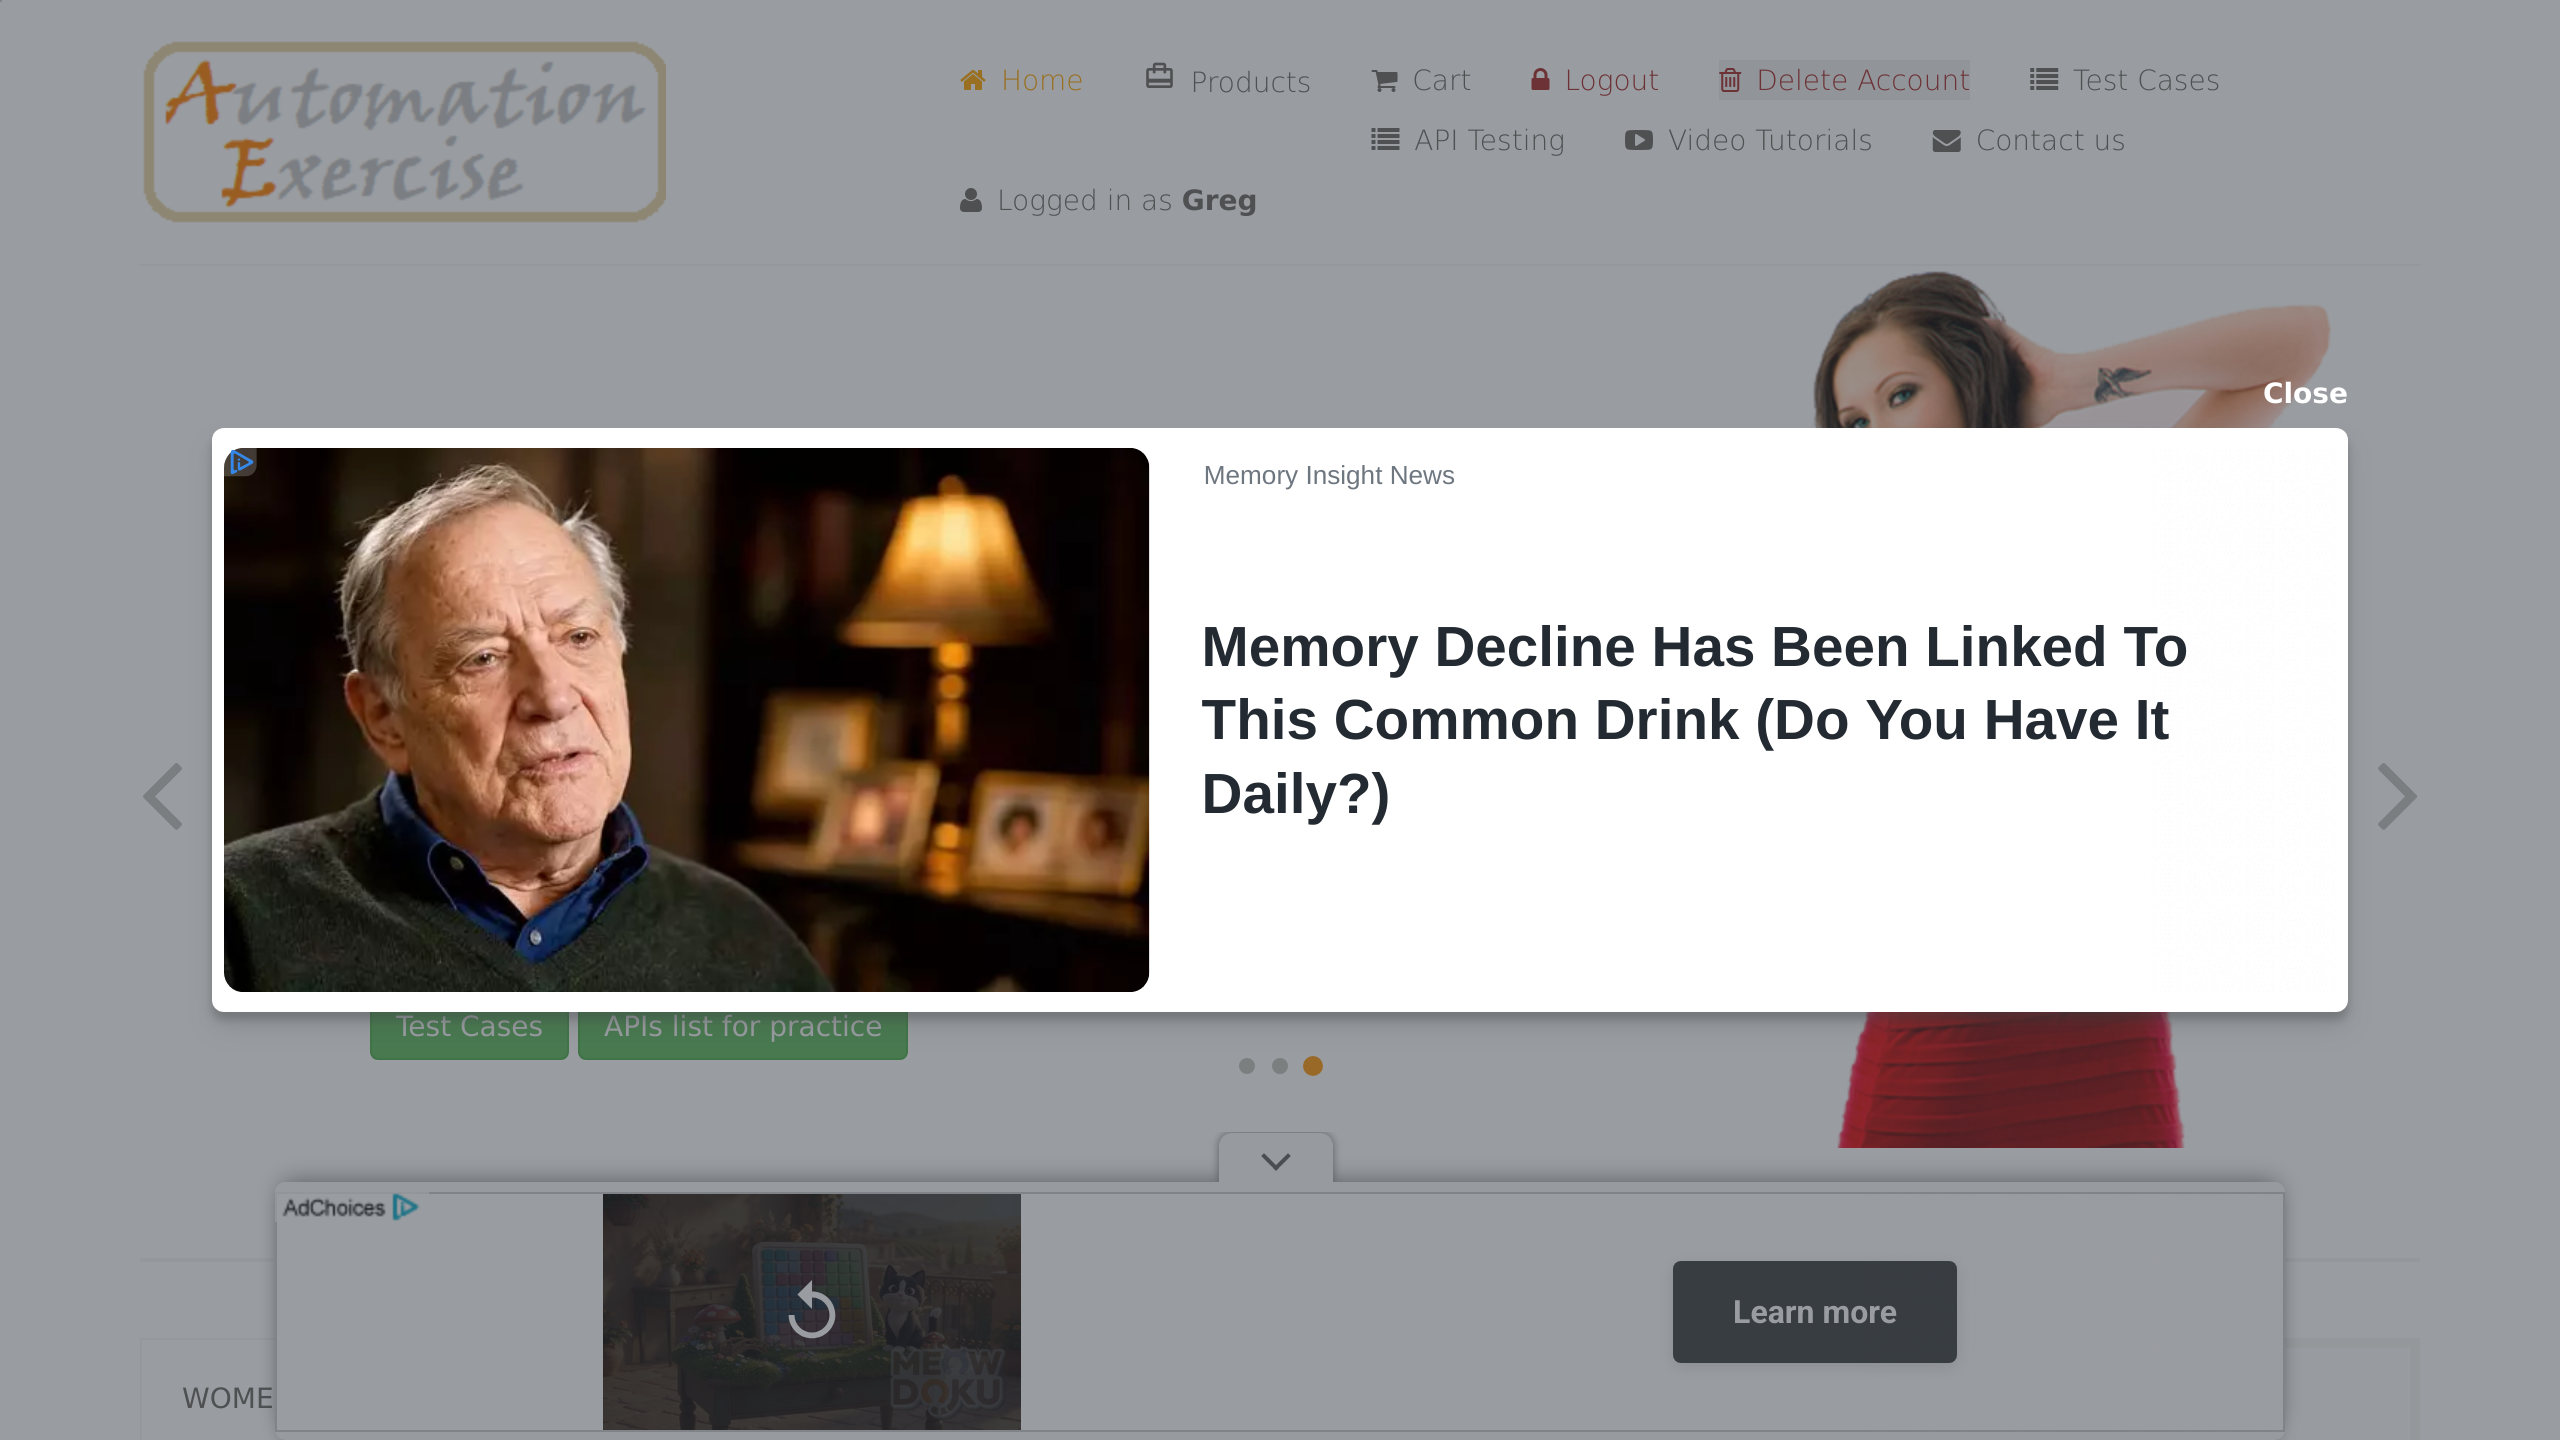 Automation
Exercise
Home
Products
Cart
Logout
Delete Account
Test Cases
API Testing
Video Tutorials
Contact us
Logged in as Greg
Close
Memory Insight News
Memory Decline Has Been Linked To
This Common Drink (Do You Have It
Daily?)
Test Cases
APIs list for practice
AdChoices
MEOW
DOKU
Learn more
WOME